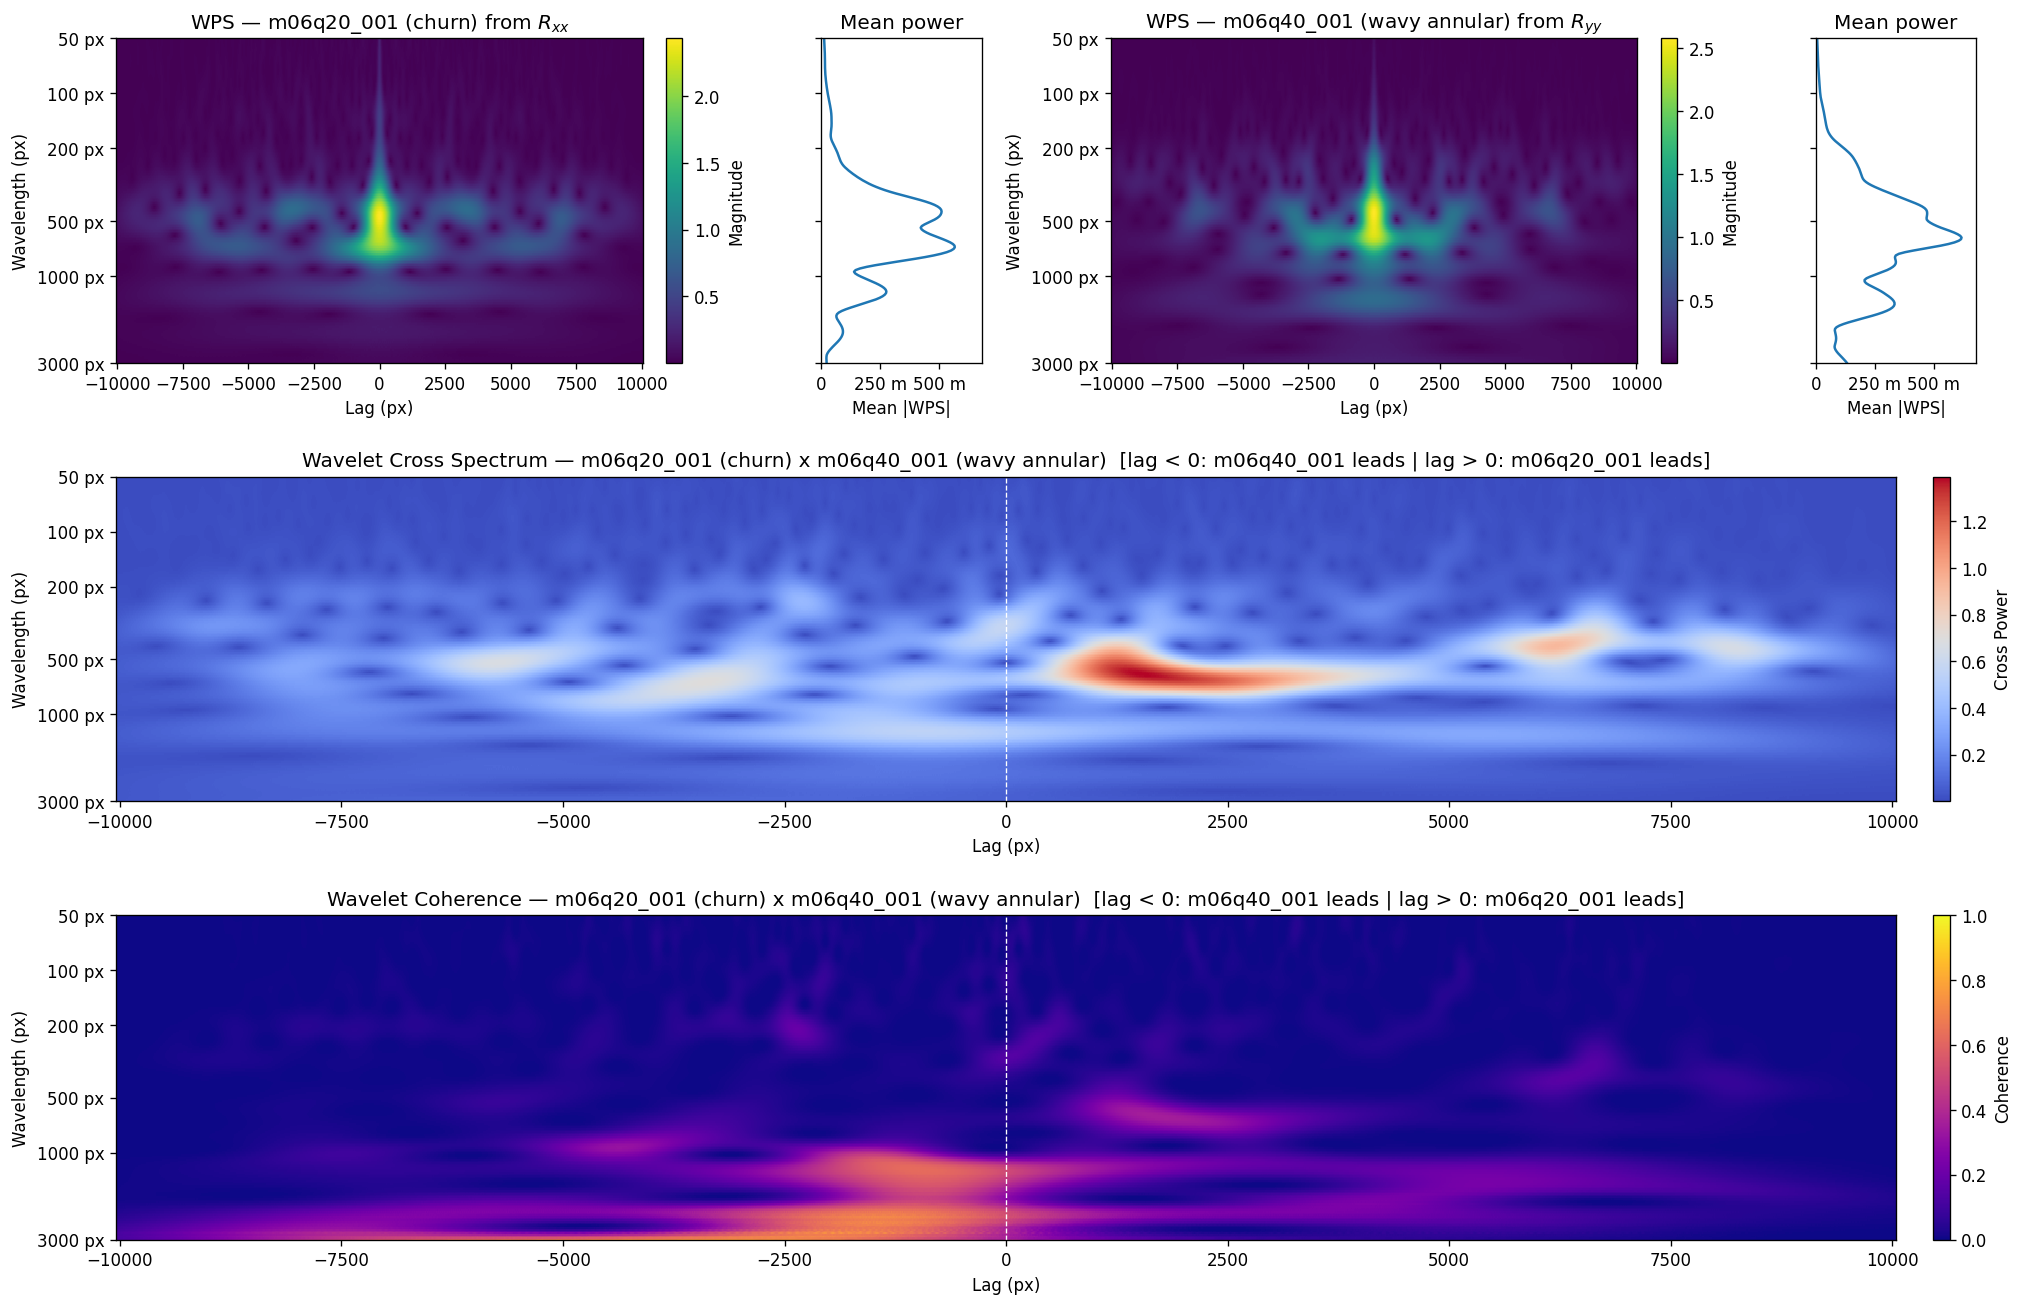 WPS — m06q20_001 (churn) from Rxx
Mean power
WPS — m06q40_001 (wavy annular) from Ryy
Mean power
50 px
100 px
200 px
500 px
1000 px
3000 px
Wavelength (px)
−10000 −7500 −5000 −2500 0 2500 5000 7500 10000
Lag (px)
2.0
1.5
1.0
0.5
Magnitude
0 250 m 500 m
Mean |WPS|
50 px
100 px
200 px
500 px
1000 px
3000 px
Wavelength (px)
−10000 −7500 −5000 −2500 0 2500 5000 7500 10000
Lag (px)
2.5
2.0
1.5
1.0
0.5
Magnitude
0 250 m 500 m
Mean |WPS|
Wavelet Cross Spectrum — m06q20_001 (churn) x m06q40_001 (wavy annular) [lag < 0: m06q40_001 leads | lag > 0: m06q20_001 leads]
50 px
100 px
200 px
500 px
1000 px
3000 px
Wavelength (px)
−10000 −7500 −5000 −2500 0 2500 5000 7500 10000
Lag (px)
1.2
1.0
0.8
0.6
0.4
0.2
Cross Power
Wavelet Coherence — m06q20_001 (churn) x m06q40_001 (wavy annular) [lag < 0: m06q40_001 leads | lag > 0: m06q20_001 leads]
50 px
100 px
200 px
500 px
1000 px
3000 px
Wavelength (px)
−10000 −7500 −5000 −2500 0 2500 5000 7500 10000
Lag (px)
1.0
0.8
0.6
0.4
0.2
0.0
Coherence